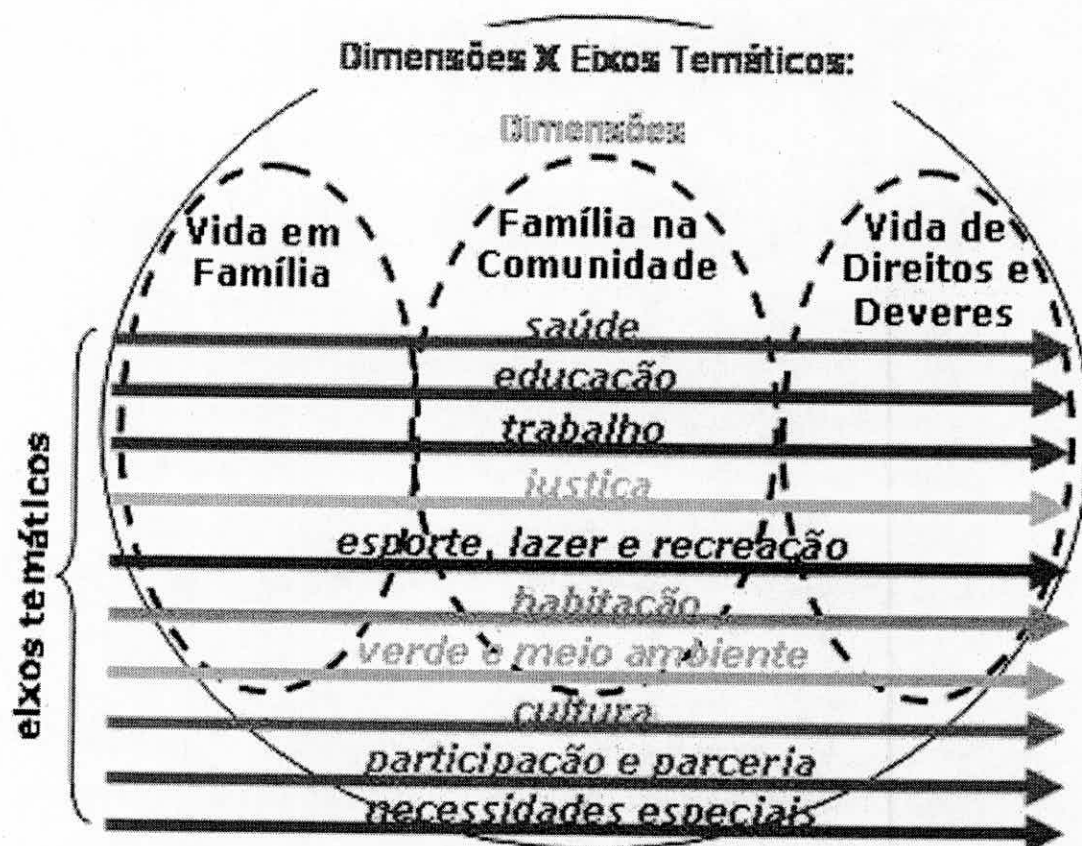 Dimensões X Eixos Temáticos:
Dimensões
Vida em
Família
Família na
Comunidade
Vida de
Direitos e
Deveres
eixos temáticos
saúde
educação
trabalho
justiça
esporte, lazer e recreação
habitação
verde e meio ambiente
cultura
participação e parceria
necessidades especiais